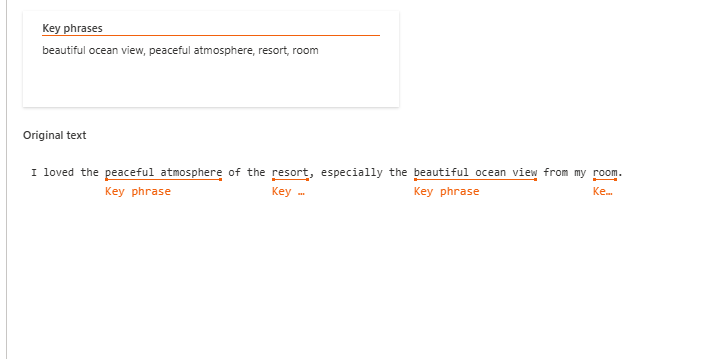 Key phrases
beautiful ocean view, peaceful atmosphere, resort, room
Original text
I loved the peaceful atmosphere of the resort, especially the beautiful ocean view from my room.
Key phrase Key … Key phrase Ke…